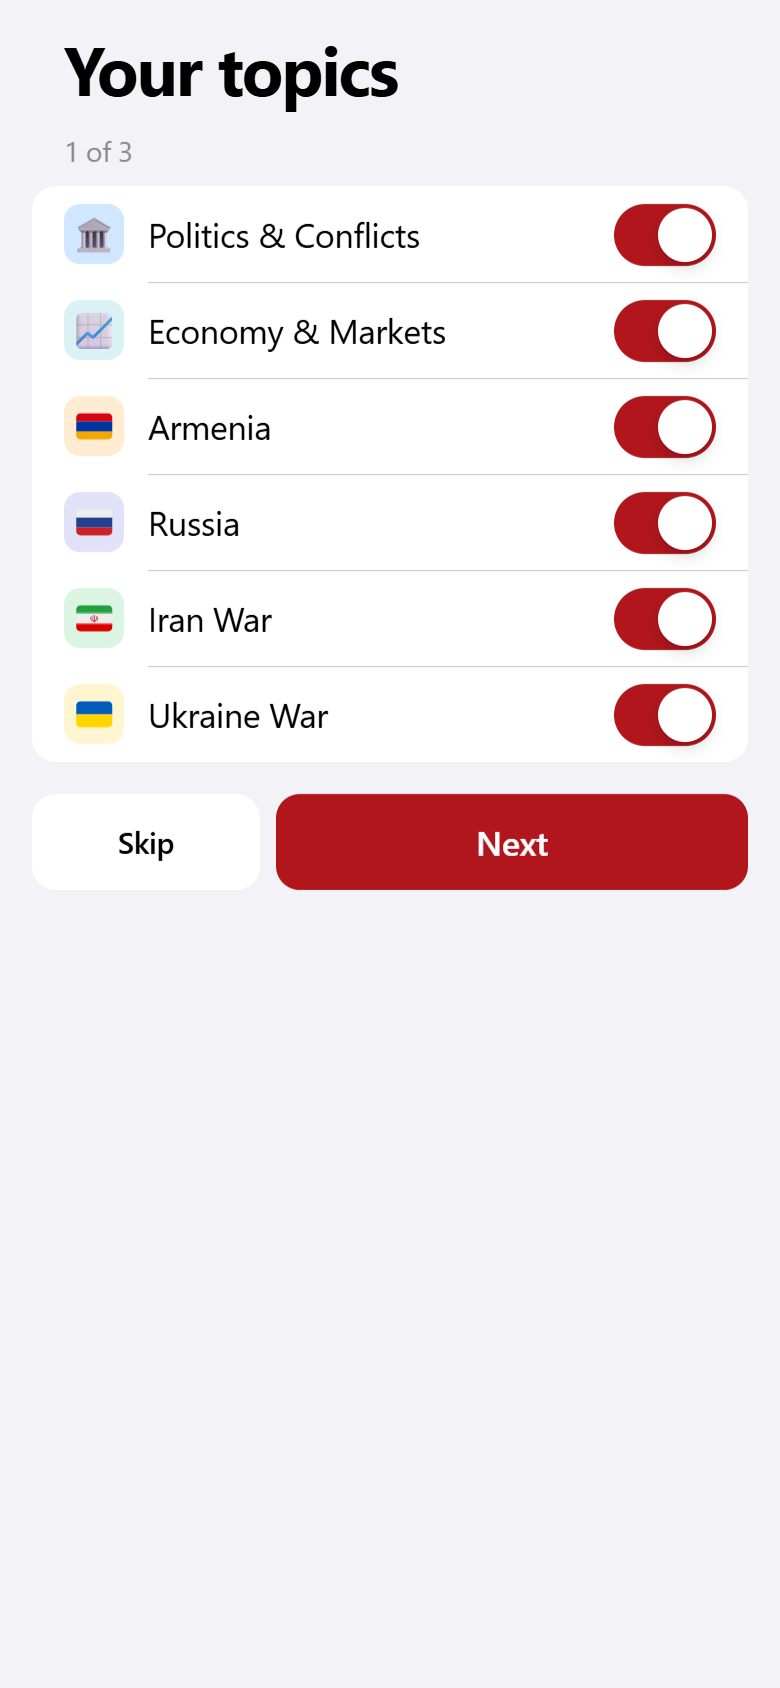 Your topics
1 of 3
Politics & Conflicts
Economy & Markets
Armenia
Russia
Iran War
Ukraine War
Skip
Next